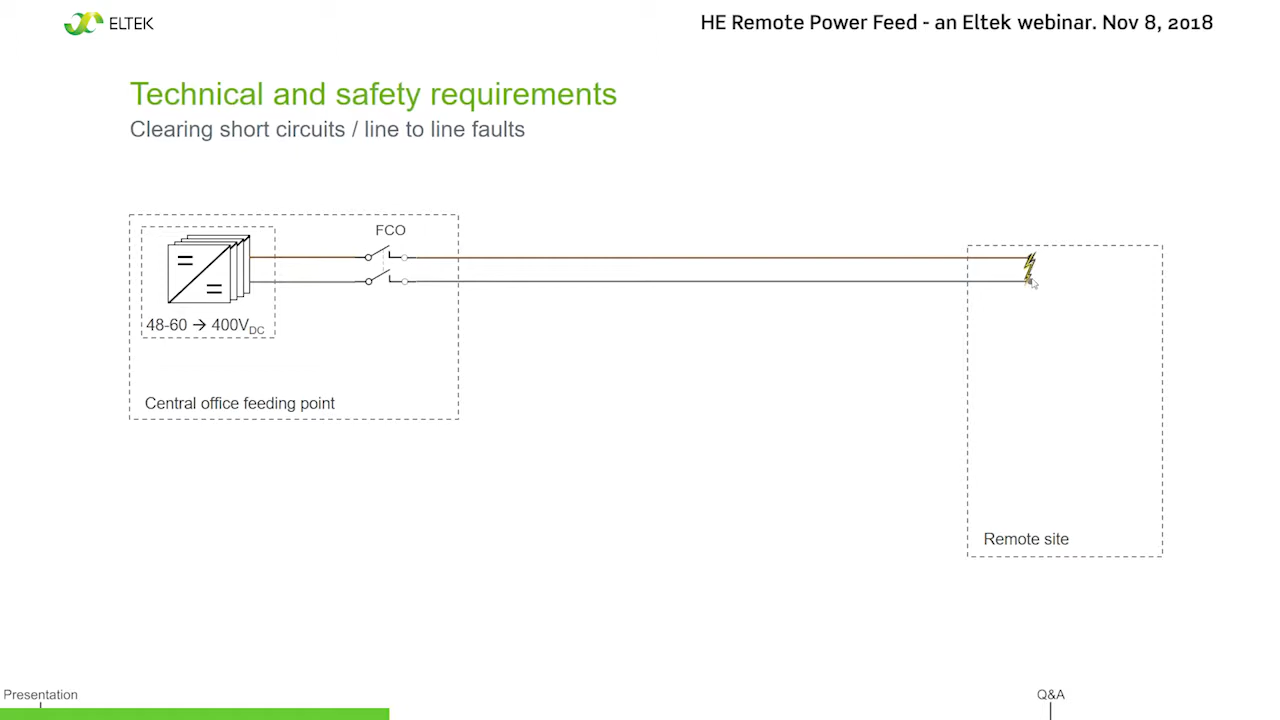 ELTEK
HE Remote Power Feed - an Eltek webinar. Nov 8, 2018
Technical and safety requirements
Clearing short circuits / line to line faults
FCO
48-60 → 400VDC
Central office feeding point
Remote site
Presentation
Q&A